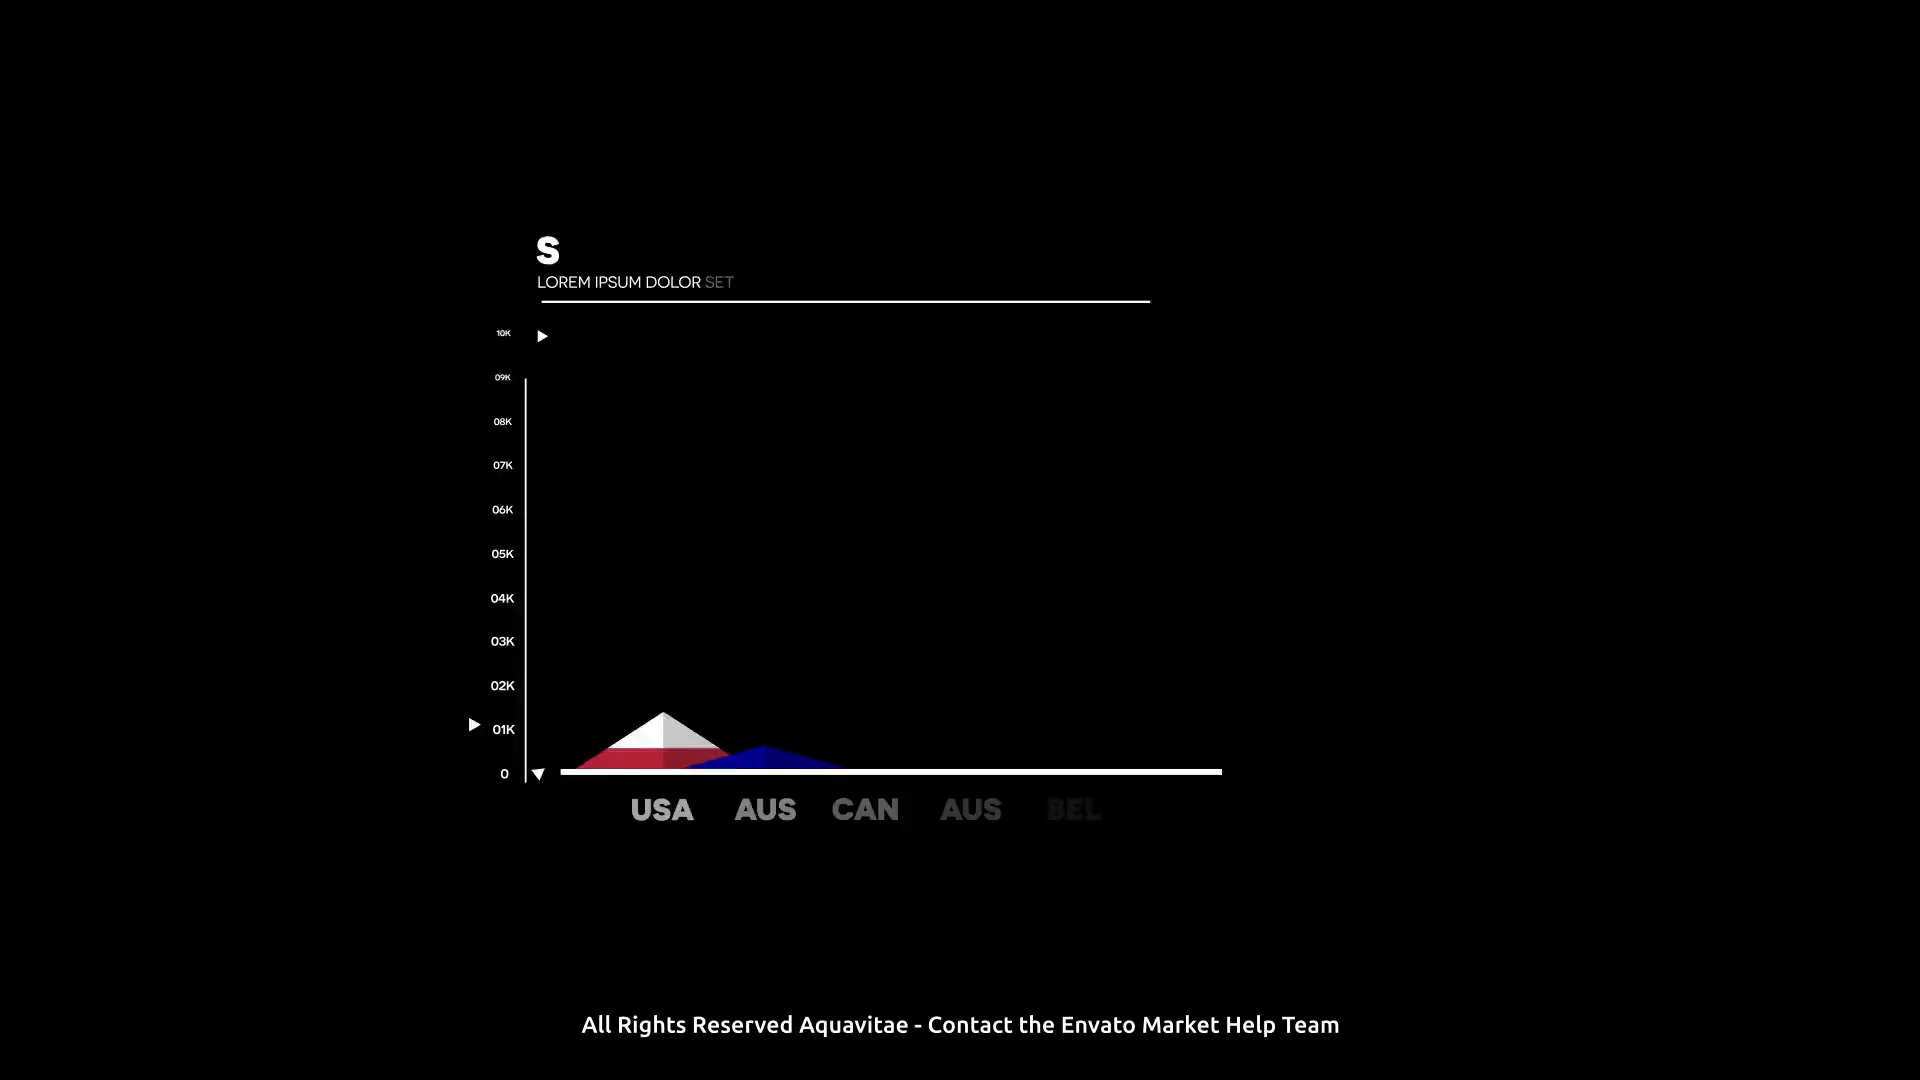 S
LOREM IPSUM DOLOR SET
10K
09K
08K
07K
06K
05K
04K
03K
02K
01K
0
USA AUS CAN AUS BEL
All Rights Reserved Aquavitae - Contact the Envato Market Help Team